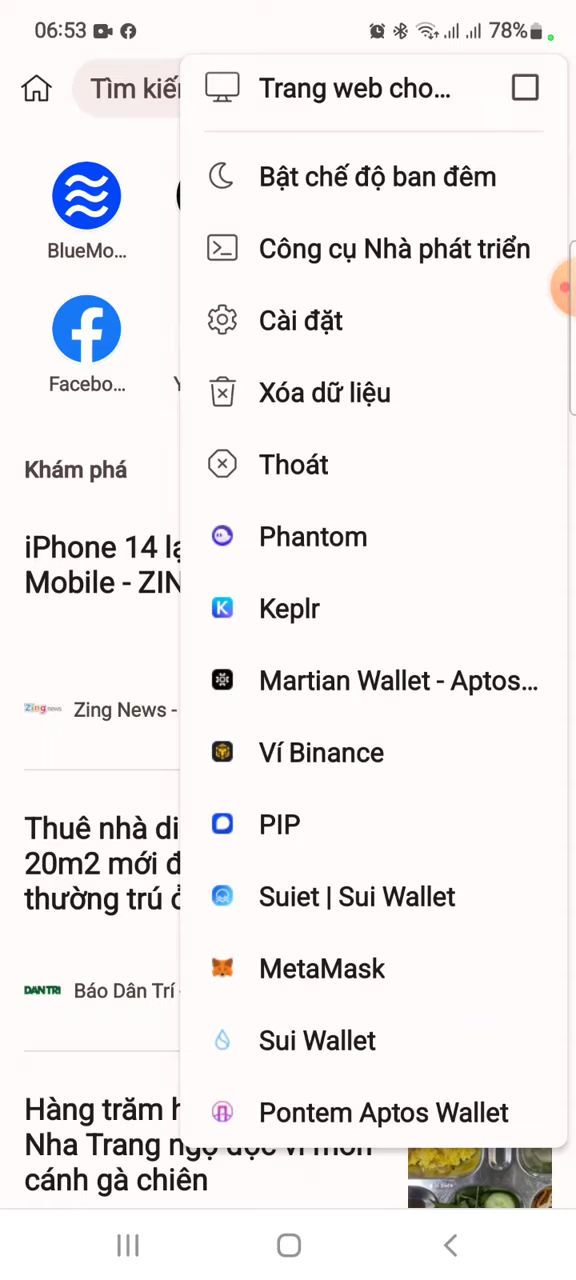 06:53
78%
Tìm kiế
Trang web cho...
Bật chế độ ban đêm
BlueMo...
Công cụ Nhà phát triển
Cài đặt
Facebo...
Xóa dữ liệu
Khám phá
Thoát
iPhone 14 lạ
Mobile - ZIN
Phantom
Keplr
Martian Wallet - Aptos...
Zing news
Zing News -
Ví Binance
Thuê nhà di
20m2 mới đ
thường trú ở
PIP
Suiet | Sui Wallet
MetaMask
DANTRI
Báo Dân Trí -
Sui Wallet
Hàng trăm h
Pontem Aptos Wallet
Nha Trang ngộ độc vì món
cánh gà chiên